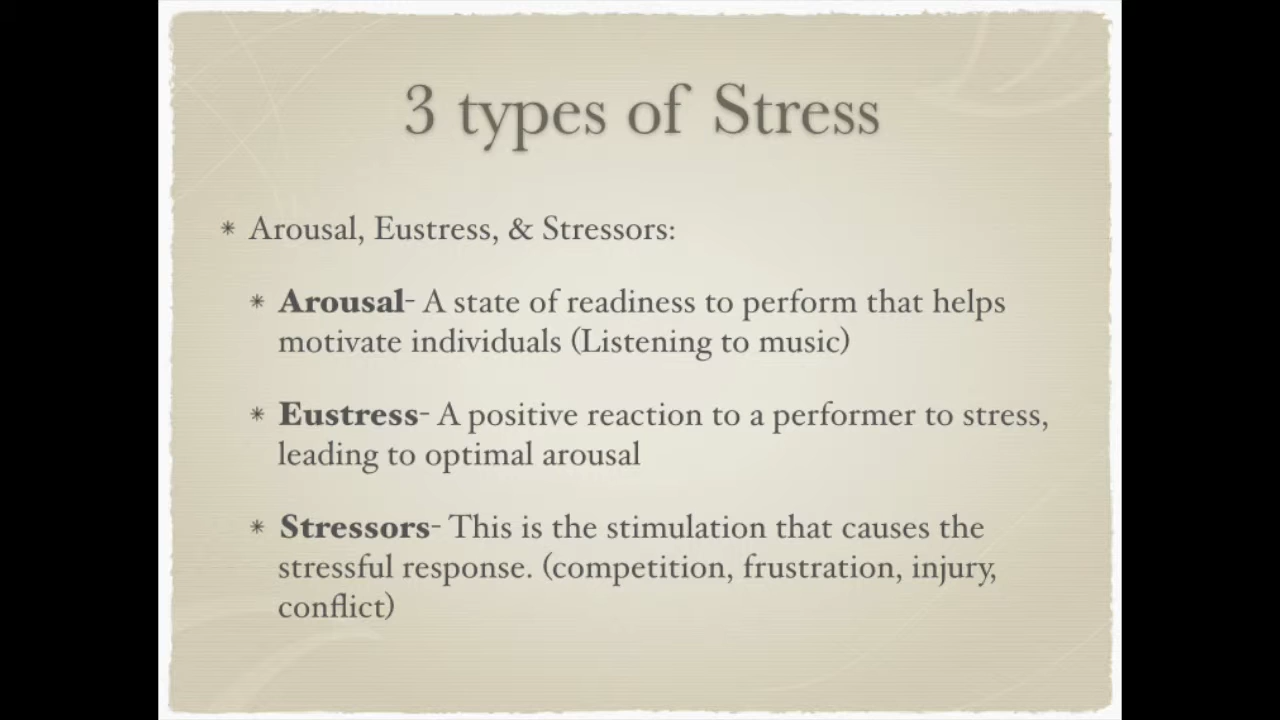 3 types of Stress
* Arousal, Eustress, & Stressors:
* Arousal- A state of readiness to perform that helps
motivate individuals (Listening to music)
* Eustress- A positive reaction to a performer to stress,
leading to optimal arousal
* Stressors- This is the stimulation that causes the
stressful response. (competition, frustration, injury,
conflict)